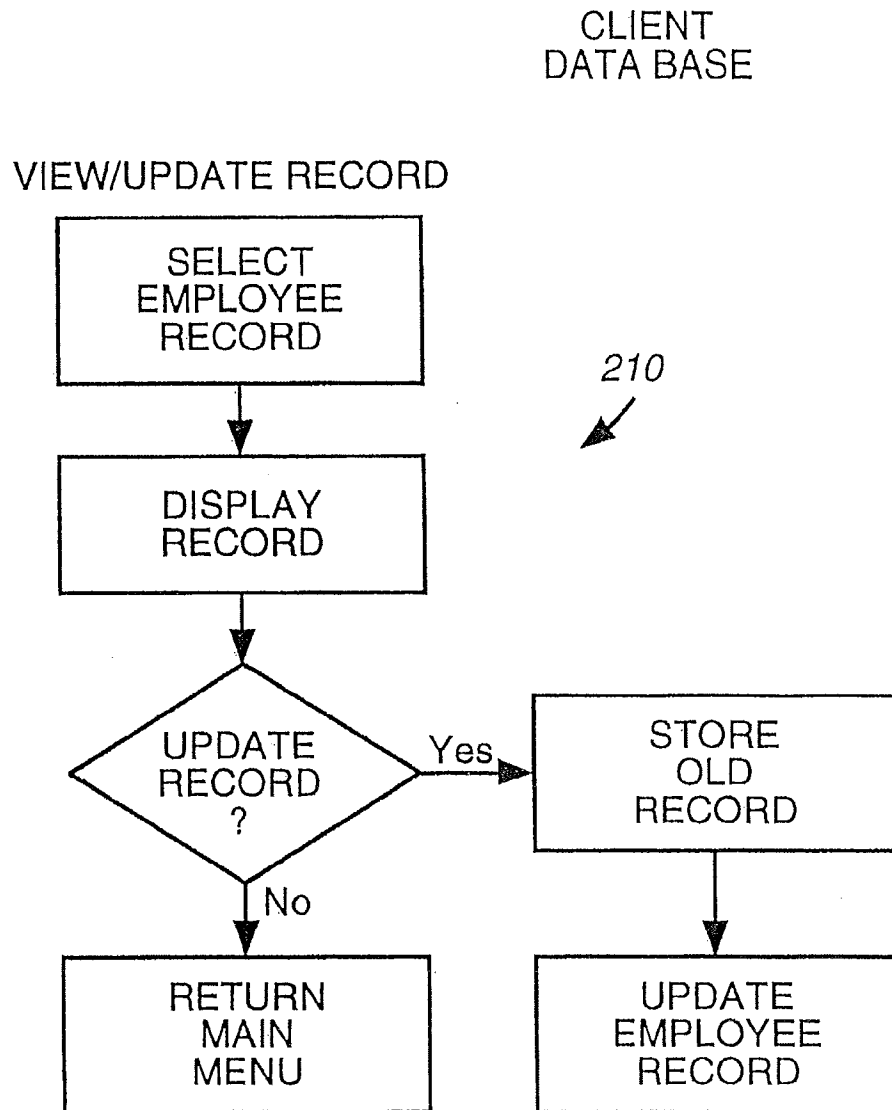 CLIENT
DATA BASE
VIEW/UPDATE RECORD
SELECT
EMPLOYEE
RECORD
210
DISPLAY
RECORD
UPDATE
RECORD
?
Yes
STORE
OLD
RECORD
No
RETURN
MAIN
MENU
UPDATE
EMPLOYEE
RECORD